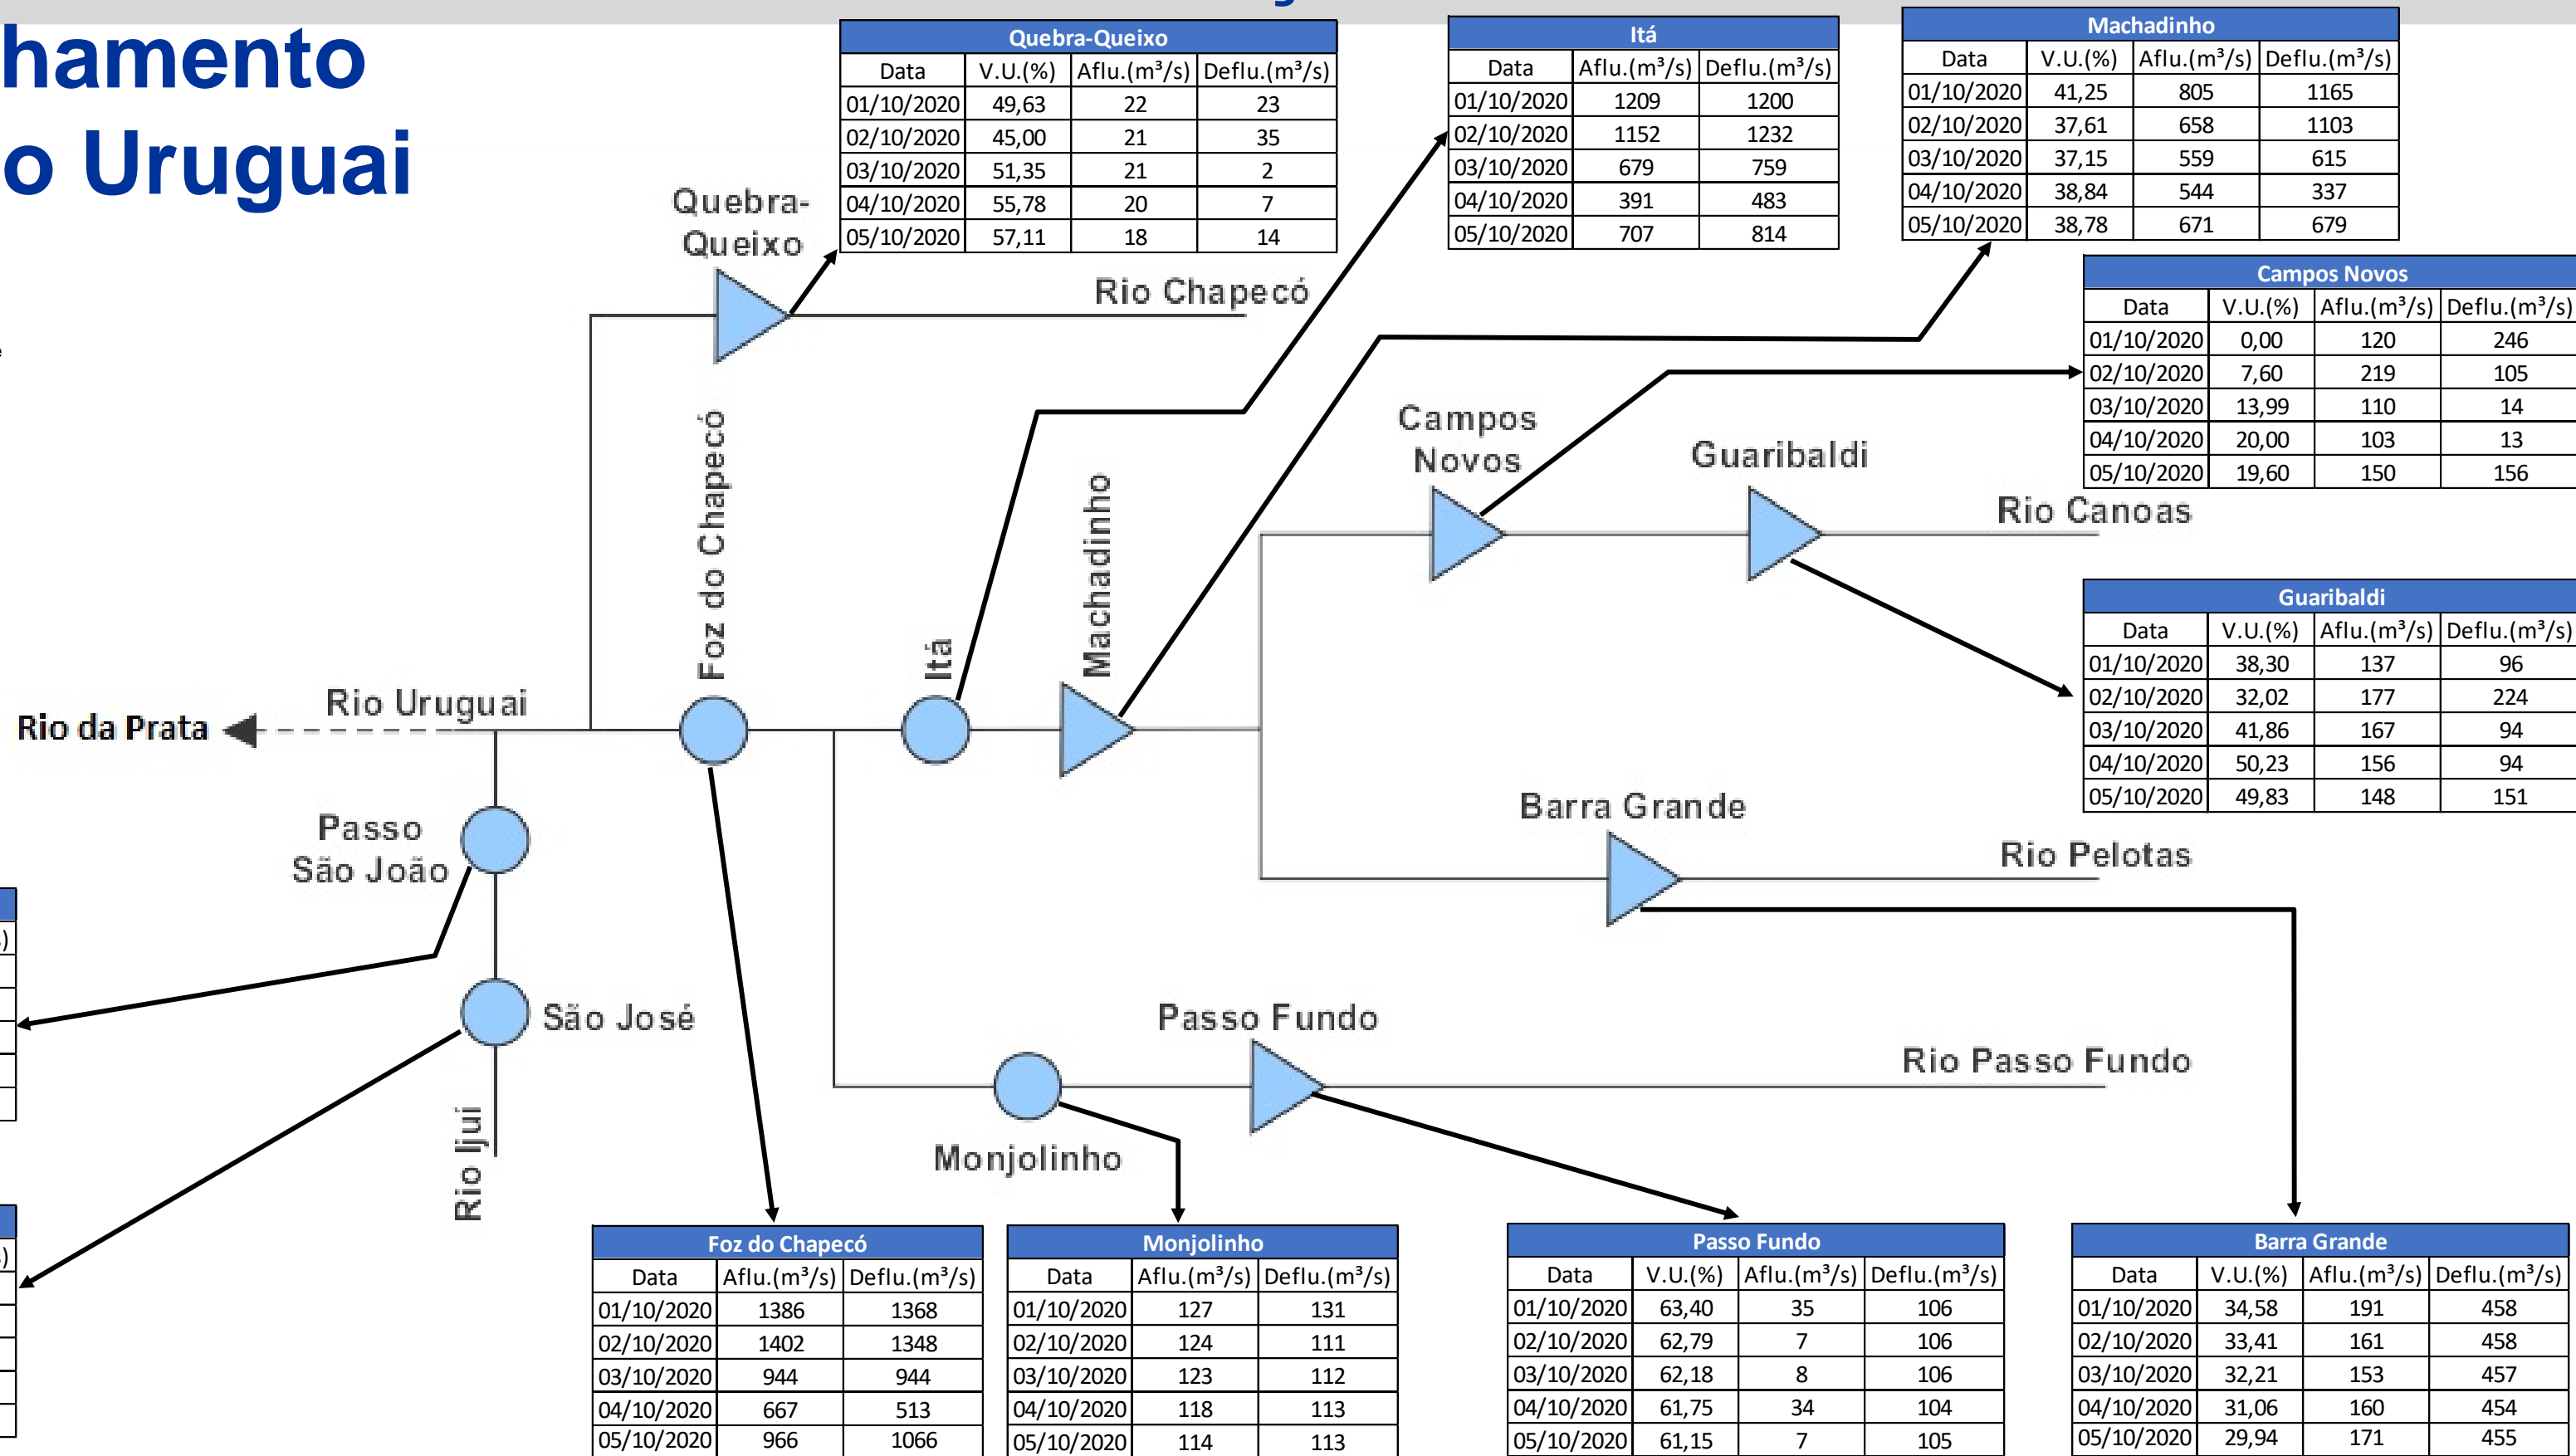 hamento
o Uruguai
Quebra-Queixo
Data V.U.(%) Aflu.(m³/s) Deflu.(m³/s)
01/10/2020 49,63 22 23
02/10/2020 45,00 21 35
03/10/2020 51,35 21 2
04/10/2020 55,78 20 7
05/10/2020 57,11 18 14
Itá
Data Aflu.(m³/s) Deflu.(m³/s)
01/10/2020 1209 1200
02/10/2020 1152 1232
03/10/2020 679 759
04/10/2020 391 483
05/10/2020 707 814
Machadinho
Data V.U.(%) Aflu.(m³/s) Deflu.(m³/s)
01/10/2020 41,25 805 1165
02/10/2020 37,61 658 1103
03/10/2020 37,15 559 615
04/10/2020 38,84 544 337
05/10/2020 38,78 671 679
Campos Novos
Data V.U.(%) Aflu.(m³/s) Deflu.(m³/s)
01/10/2020 0,00 120 246
02/10/2020 7,60 219 105
03/10/2020 13,99 110 14
04/10/2020 20,00 103 13
05/10/2020 19,60 150 156
Quebra-
Queixo
Rio Chapecó
Foz do Chapecó
Itá
Machadinho
Campos
Novos
Guaribaldi
Rio Canoas
Guaribaldi
Data V.U.(%) Aflu.(m³/s) Deflu.(m³/s)
01/10/2020 38,30 137 96
02/10/2020 32,02 177 224
03/10/2020 41,86 167 94
04/10/2020 50,23 156 94
05/10/2020 49,83 148 151
Rio da Prata
Rio Uruguai
Passo
São João
Barra Grande
Rio Pelotas
São José
Rio Ijui
Passo Fundo
Rio Passo Fundo
Monjolinho
Foz do Chapecó
Data Aflu.(m³/s) Deflu.(m³/s)
01/10/2020 1386 1368
02/10/2020 1402 1348
03/10/2020 944 944
04/10/2020 667 513
05/10/2020 966 1066
Monjolinho
Data Aflu.(m³/s) Deflu.(m³/s)
01/10/2020 127 131
02/10/2020 124 111
03/10/2020 123 112
04/10/2020 118 113
05/10/2020 114 113
Passo Fundo
Data V.U.(%) Aflu.(m³/s) Deflu.(m³/s)
01/10/2020 63,40 35 106
02/10/2020 62,79 7 106
03/10/2020 62,18 8 106
04/10/2020 61,75 34 104
05/10/2020 61,15 7 105
Barra Grande
Data V.U.(%) Aflu.(m³/s) Deflu.(m³/s)
01/10/2020 34,58 191 458
02/10/2020 33,41 161 458
03/10/2020 32,21 153 457
04/10/2020 31,06 160 454
05/10/2020 29,94 171 455